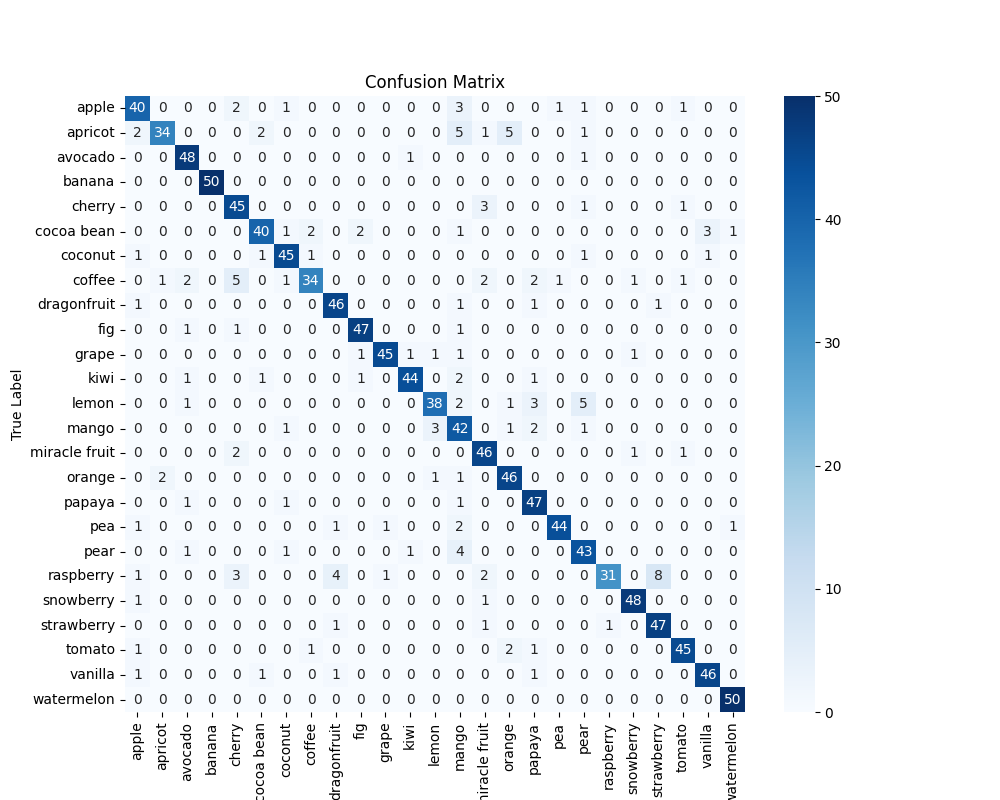 Confusion Matrix
True Label
apple 40 0 0 0 2 0 1 0 0 0 0 0 0 3 0 0 0 1 1 0 0 0 1 0 0
apricot 2 34 0 0 0 2 0 0 0 0 0 0 0 5 1 5 0 0 1 0 0 0 0 0 0
avocado 0 0 48 0 0 0 0 0 0 0 0 1 0 0 0 0 0 0 1 0 0 0 0 0 0
banana 0 0 0 50 0 0 0 0 0 0 0 0 0 0 0 0 0 0 0 0 0 0 0 0 0
cherry 0 0 0 0 45 0 0 0 0 0 0 0 0 0 3 0 0 0 1 0 0 0 1 0 0
cocoa bean 0 0 0 0 0 40 1 2 0 2 0 0 0 1 0 0 0 0 0 0 0 0 0 3 1
coconut 1 0 0 0 0 1 45 1 0 0 0 0 0 0 0 0 0 0 1 0 0 0 0 1 0
coffee 0 1 2 0 5 0 1 34 0 0 0 0 0 0 2 0 2 1 0 0 1 0 1 0 0
dragonfruit 1 0 0 0 0 0 0 0 46 0 0 0 0 1 0 0 1 0 0 0 0 1 0 0 0
fig 0 0 1 0 1 0 0 0 0 47 0 0 0 1 0 0 0 0 0 0 0 0 0 0 0
grape 0 0 0 0 0 0 0 0 0 1 45 1 1 1 0 0 0 0 0 0 1 0 0 0 0
kiwi 0 0 1 0 0 1 0 0 0 1 0 44 0 2 0 0 1 0 0 0 0 0 0 0 0
lemon 0 0 1 0 0 0 0 0 0 0 0 0 38 2 0 1 3 0 5 0 0 0 0 0 0
mango 0 0 0 0 0 0 1 0 0 0 0 0 3 42 0 1 2 0 1 0 0 0 0 0 0
miracle fruit 0 0 0 0 2 0 0 0 0 0 0 0 0 0 46 0 0 0 0 0 1 0 1 0 0
orange 0 2 0 0 0 0 0 0 0 0 0 0 1 1 0 46 0 0 0 0 0 0 0 0 0
papaya 0 0 1 0 0 0 1 0 0 0 0 0 0 1 0 0 47 0 0 0 0 0 0 0 0
pea 1 0 0 0 0 0 0 0 1 0 1 0 0 2 0 0 0 44 0 0 0 0 0 0 1
pear 0 0 1 0 0 0 1 0 0 0 0 1 0 4 0 0 0 0 43 0 0 0 0 0 0
raspberry 1 0 0 0 3 0 0 0 4 0 1 0 0 0 2 0 0 0 0 31 0 8 0 0 0
snowberry 1 0 0 0 0 0 0 0 0 0 0 0 0 0 1 0 0 0 0 0 48 0 0 0 0
strawberry 0 0 0 0 0 0 0 0 1 0 0 0 0 0 1 0 0 0 0 1 0 47 0 0 0
tomato 1 0 0 0 0 0 0 1 0 0 0 0 0 0 0 2 1 0 0 0 0 0 45 0 0
vanilla 1 0 0 0 0 1 0 0 1 0 0 0 0 0 0 0 1 0 0 0 0 0 0 46 0
watermelon 0 0 0 0 0 0 0 0 0 0 0 0 0 0 0 0 0 0 0 0 0 0 0 0 50
apple
apricot
avocado
banana
cherry
cocoa bean
coconut
coffee
dragonfruit
fig
grape
kiwi
lemon
mango
miracle fruit
orange
papaya
pea
pear
raspberry
snowberry
strawberry
tomato
vanilla
watermelon
50
40
30
20
10
0